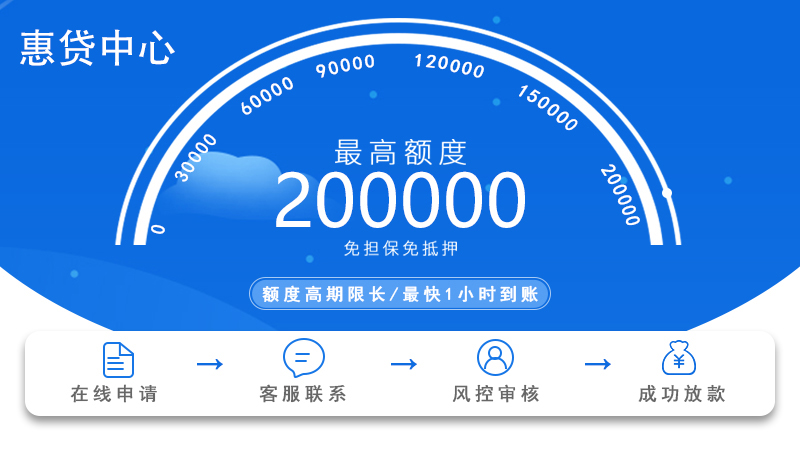 惠贷中心
0
30000
60000
90000
120000
150000
200000
最高额度
200000
免担保免抵押
额度高期限长/最快1小时到账
在线申请 → 客服联系 → 风控审核 → 成功放款